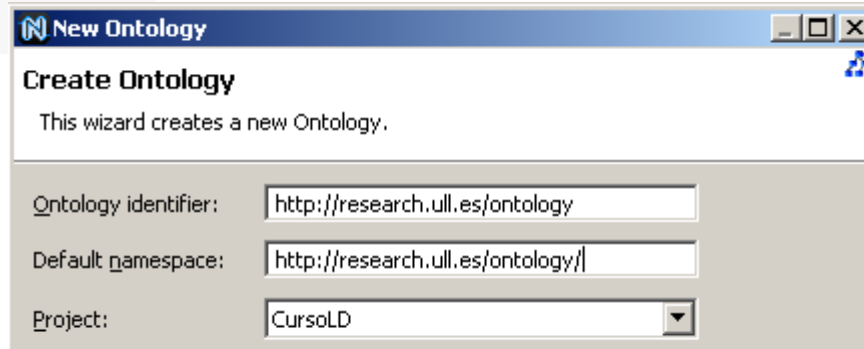 New Ontology
Create Ontology
This wizard creates a new Ontology.
Ontology identifier: http://research.ull.es/ontology
Default namespace: http://research.ull.es/ontology/
Project: CursoLD